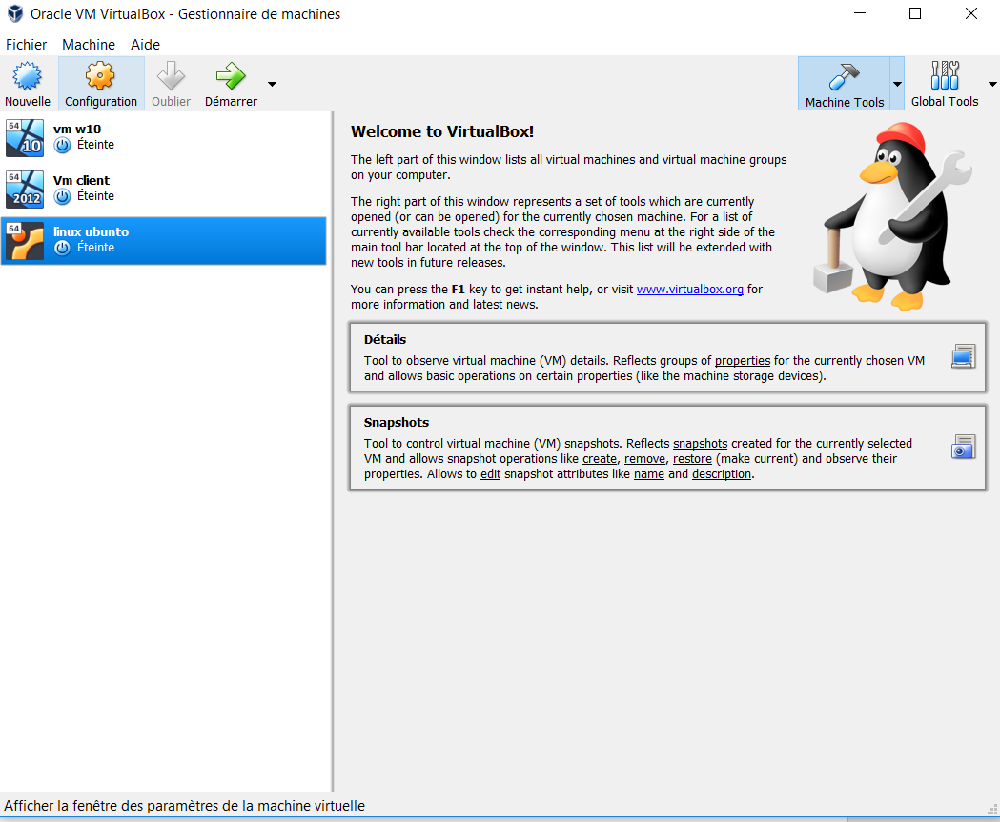 Oracle VM VirtualBox - Gestionnaire de machines
Fichier Machine Aide
Nouvelle Configuration Oublier Démarrer Machine Tools Global Tools
64 10 vm w10
Éteinte
64 2012 Vm client
Éteinte
64 linux ubunto
Éteinte
Welcome to VirtualBox!
The left part of this window lists all virtual machines and virtual machine groups
on your computer.
The right part of this window represents a set of tools which are currently
opened (or can be opened) for the currently chosen machine. For a list of
currently available tools check the corresponding menu at the right side of the
main tool bar located at the top of the window. This list will be extended with
new tools in future releases.
You can press the F1 key to get instant help, or visit www.virtualbox.org for
more information and latest news.
Détails
Tool to observe virtual machine (VM) details. Reflects groups of properties for the currently chosen VM
and allows basic operations on certain properties (like the machine storage devices).
Snapshots
Tool to control virtual machine (VM) snapshots. Reflects snapshots created for the currently selected
VM and allows snapshot operations like create, remove, restore (make current) and observe their
properties. Allows to edit snapshot attributes like name and description.
Afficher la fenêtre des paramètres de la machine virtuelle